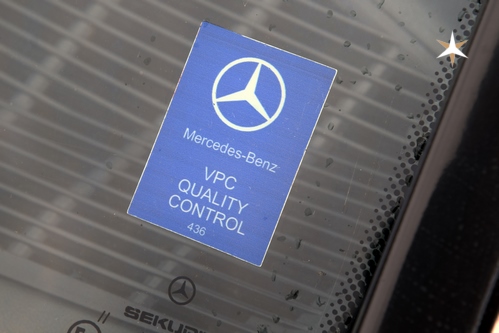 Mercedes-Benz
VPC
QUALITY
CONTROL
436